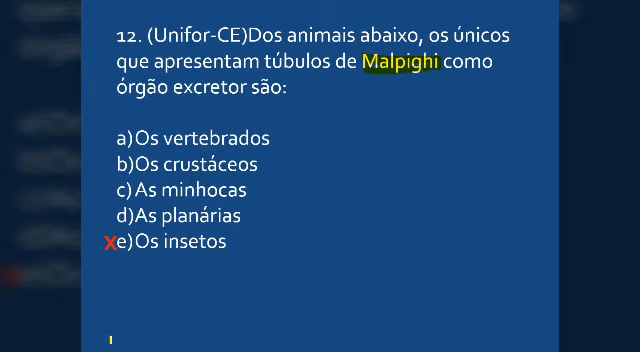 12. (Unifor-CE)Dos animais abaixo, os únicos
que apresentam túbulos de Malpighi como
órgão excretor são:
a)Os vertebrados
b)Os crustáceos
c)As minhocas
d)As planárias
xe)Os insetos